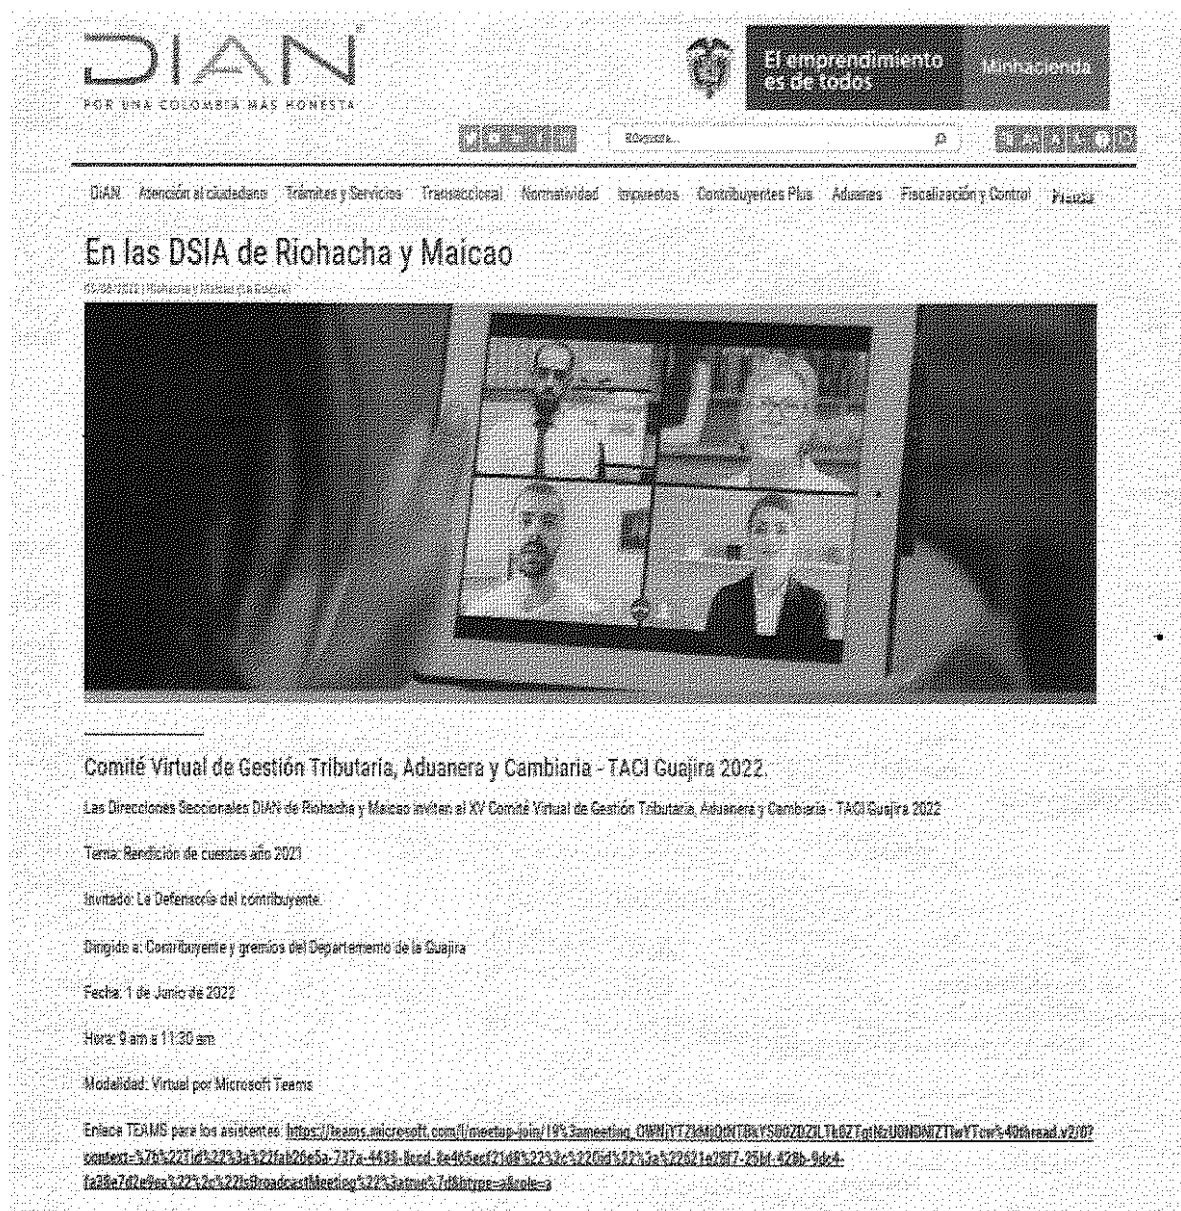 DIAN
POR UNA COLOMBIA MÁS HONESTA
El emprendimiento
es de todos
Minhacienda
Búsqueda...
DIAN Atención al ciudadano Trámites y Servicios Transaccional Normatividad Impuestos Contribuyentes Plus Aduanas Fiscalización y Control Prensa
En las DSIA de Riohacha y Maicao
Comité Virtual de Gestión Tributaria, Aduanera y Cambiaria - TACI Guajira 2022.
Las Direcciones Seccionales DIAN de Riohacha y Maicao invitan al XV Comité Virtual de Gestión Tributaria, Aduanera y Cambiaria - TACI Guajira 2022
Tema: Rendición de cuentas año 2021
Invitado: La Defensoría del contribuyente.
Dirigido a: Contribuyente y gremios del Departamento de la Guajira
Fecha: 1 de Junio de 2022
Hora: 9 am a 11:30 am
Modalidad: Virtual por Microsoft Teams
Enlace TEAMS para los asistentes: